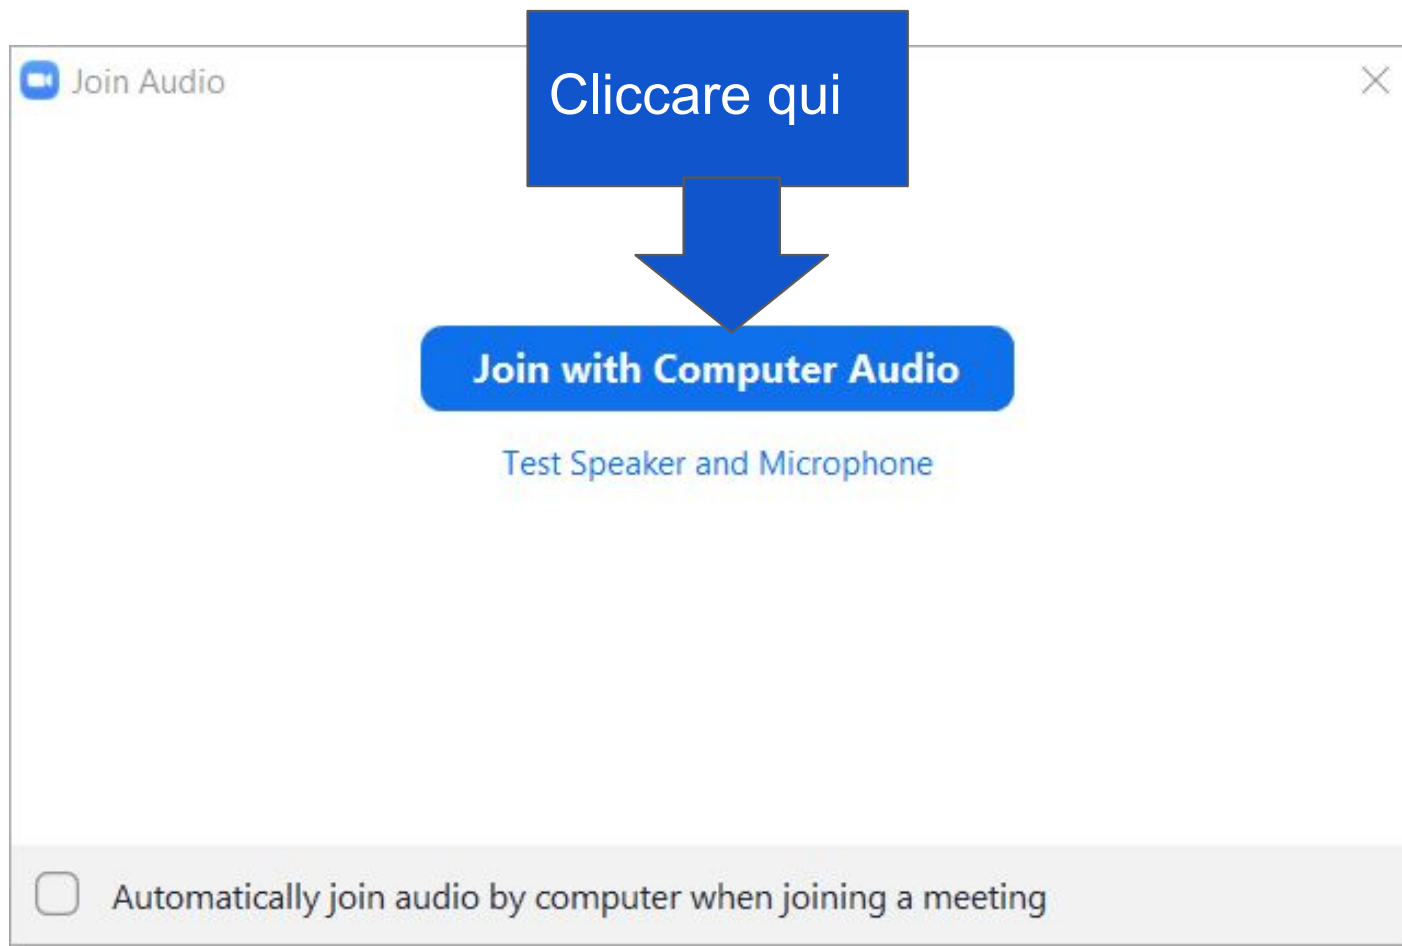 Join Audio
Cliccare qui
Join with Computer Audio
Test Speaker and Microphone
Automatically join audio by computer when joining a meeting